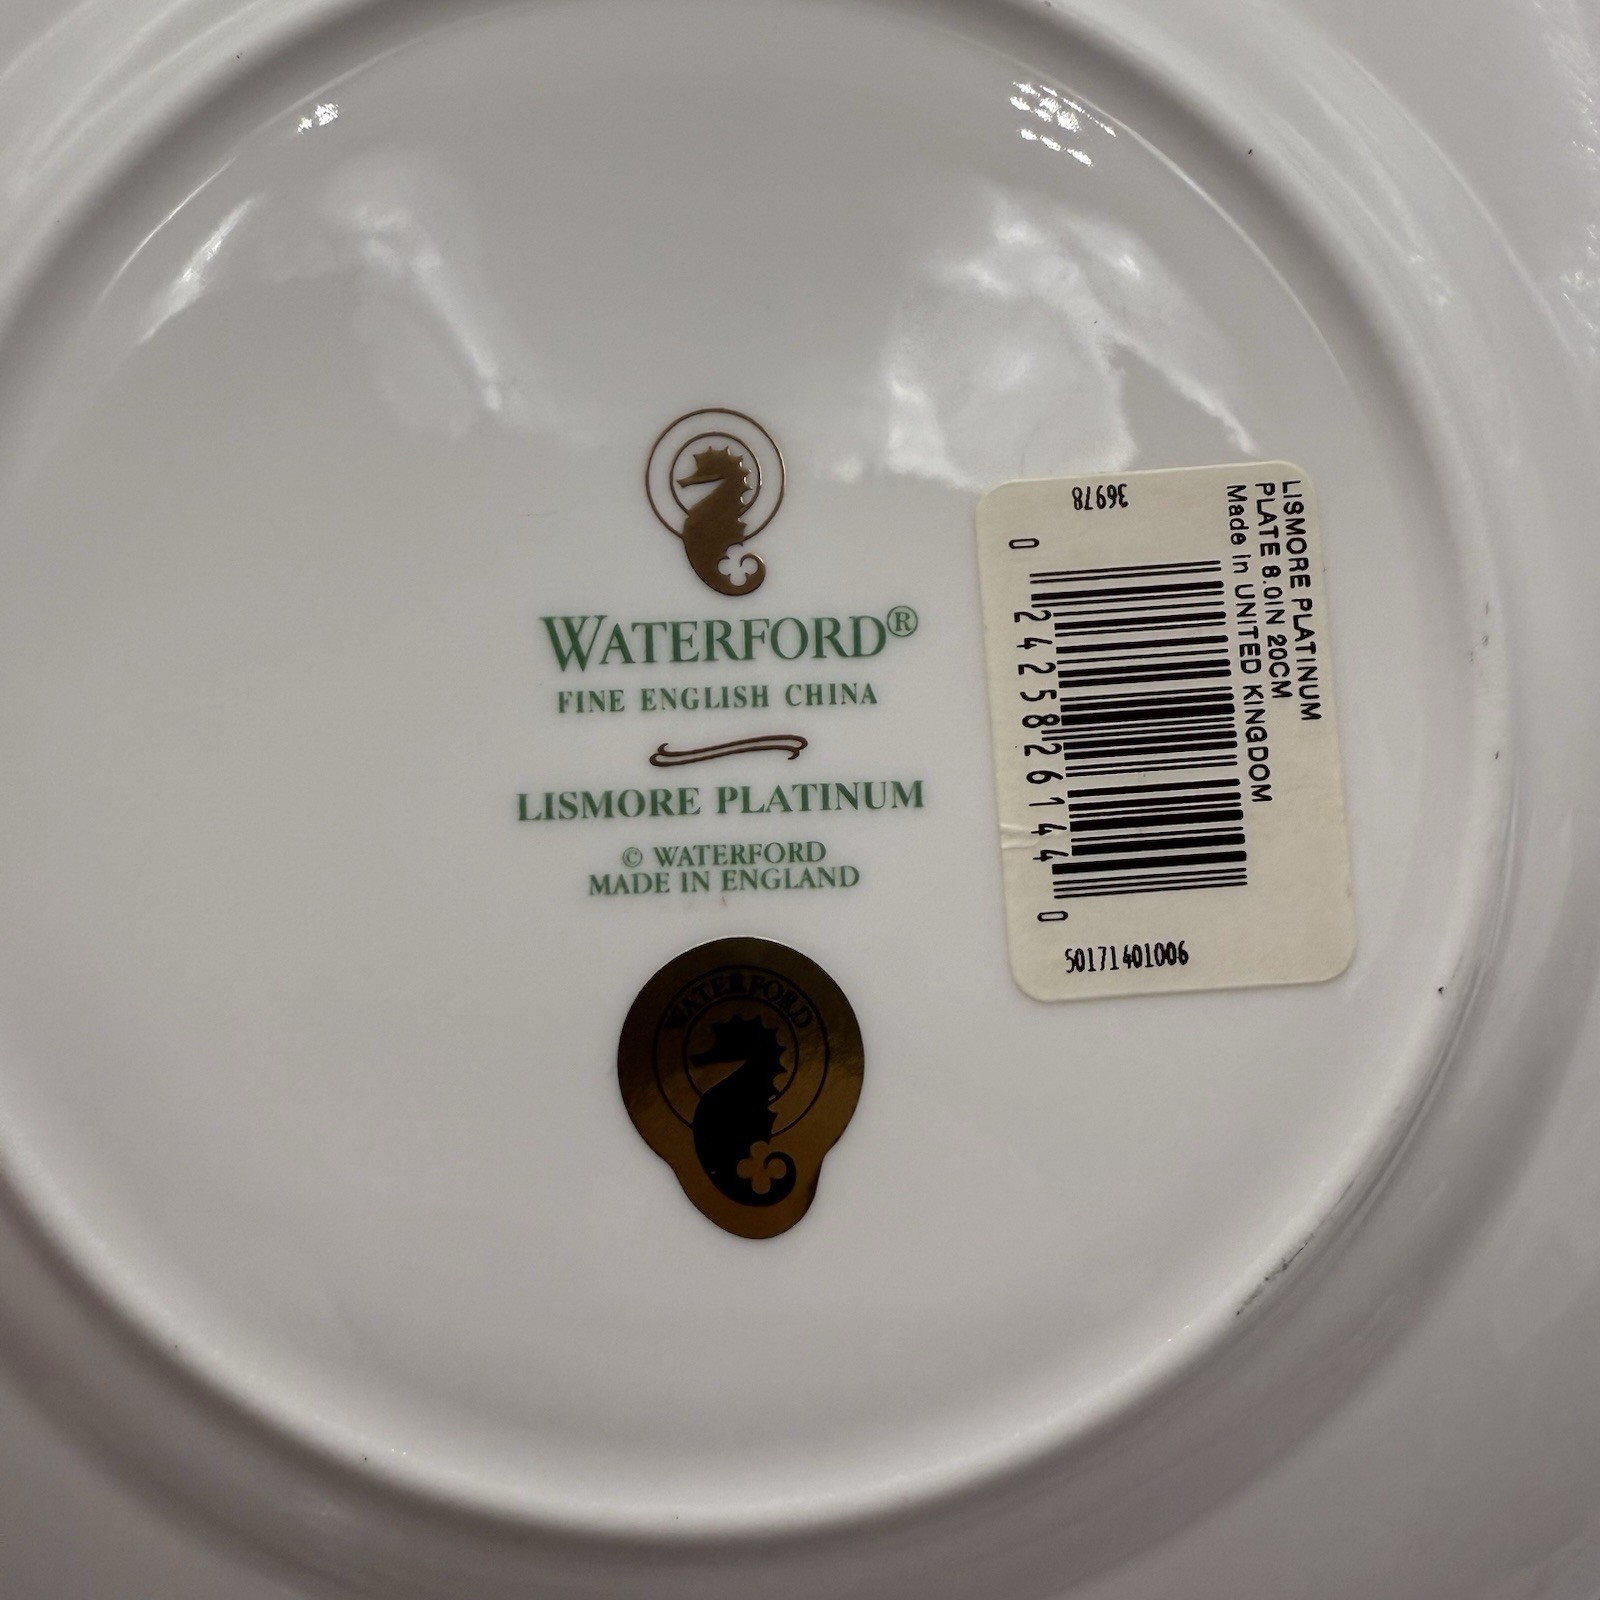 WATERFORD®
FINE ENGLISH CHINA
LISMORE PLATINUM
© WATERFORD
MADE IN ENGLAND
WATERFORD
LISMORE PLATINUM
PLATE 8.0IN 20CM
Made in UNITED KINGDOM
36978
0 24258 26144 0
50171401006